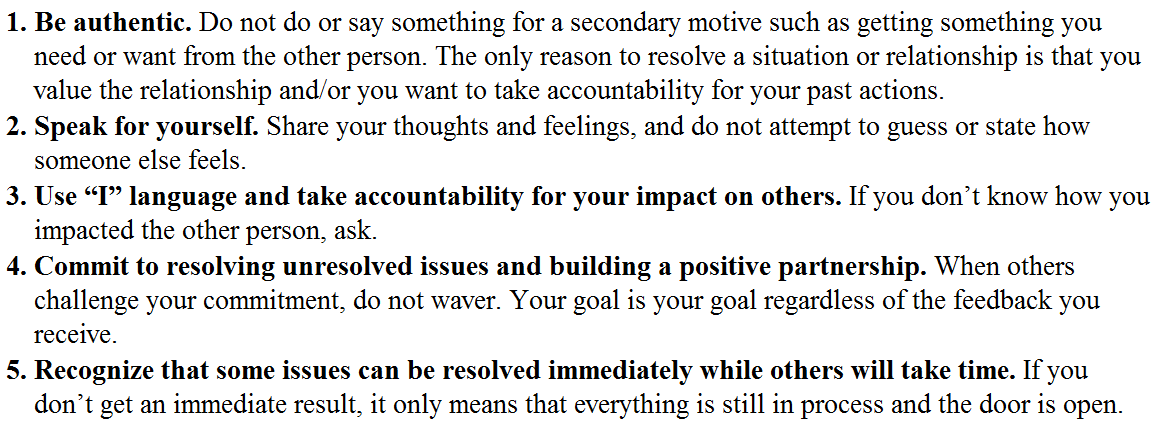 1. Be authentic. Do not do or say something for a secondary motive such as getting something you
need or want from the other person. The only reason to resolve a situation or relationship is that you
value the relationship and/or you want to take accountability for your past actions.
2. Speak for yourself. Share your thoughts and feelings, and do not attempt to guess or state how
someone else feels.
3. Use “I” language and take accountability for your impact on others. If you don’t know how you
impacted the other person, ask.
4. Commit to resolving unresolved issues and building a positive partnership. When others
challenge your commitment, do not waver. Your goal is your goal regardless of the feedback you
receive.
5. Recognize that some issues can be resolved immediately while others will take time. If you
don’t get an immediate result, it only means that everything is still in process and the door is open.